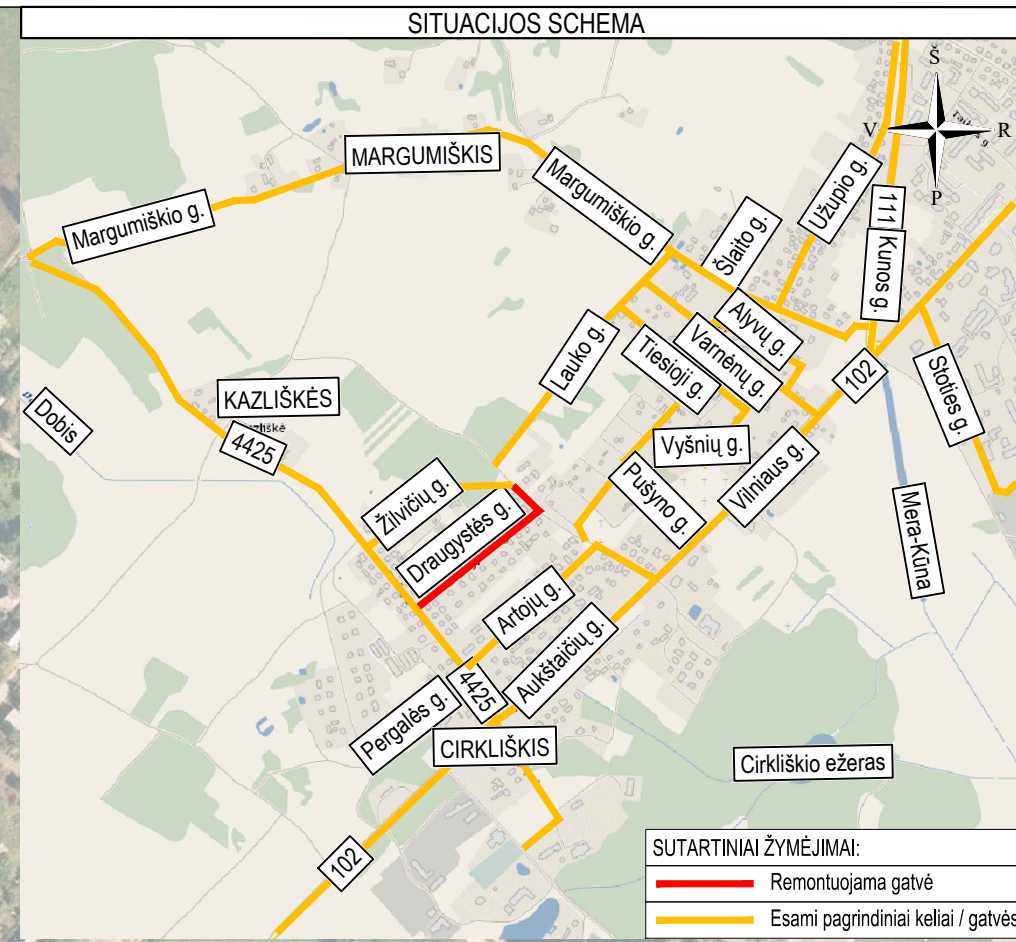 SITUACIJOS SCHEMA
Š
V
R
P
MARGUMIŠKIS
Margumiškio g.
Margumiškio g.
Užupio g.
111
Kunos g.
Šlaito g.
Alyvų g.
Varnėnų g.
Tiesioji g.
Lauko g.
102
Stoties g.
KAZLIŠKĖS
Dobis
4425
Vyšnių g.
Vilniaus g.
Pušyno g.
Žilvičių g.
Draugystės g.
Mera-Kūna
Artojų g.
Aukštaičių g.
4425
Pergalės g.
CIRKLIŠKIS
Cirkliškio ežeras
102
SUTARTINIAI ŽYMĖJIMAI:
Remontuojama gatvė
Esami pagrindiniai keliai / gatvės